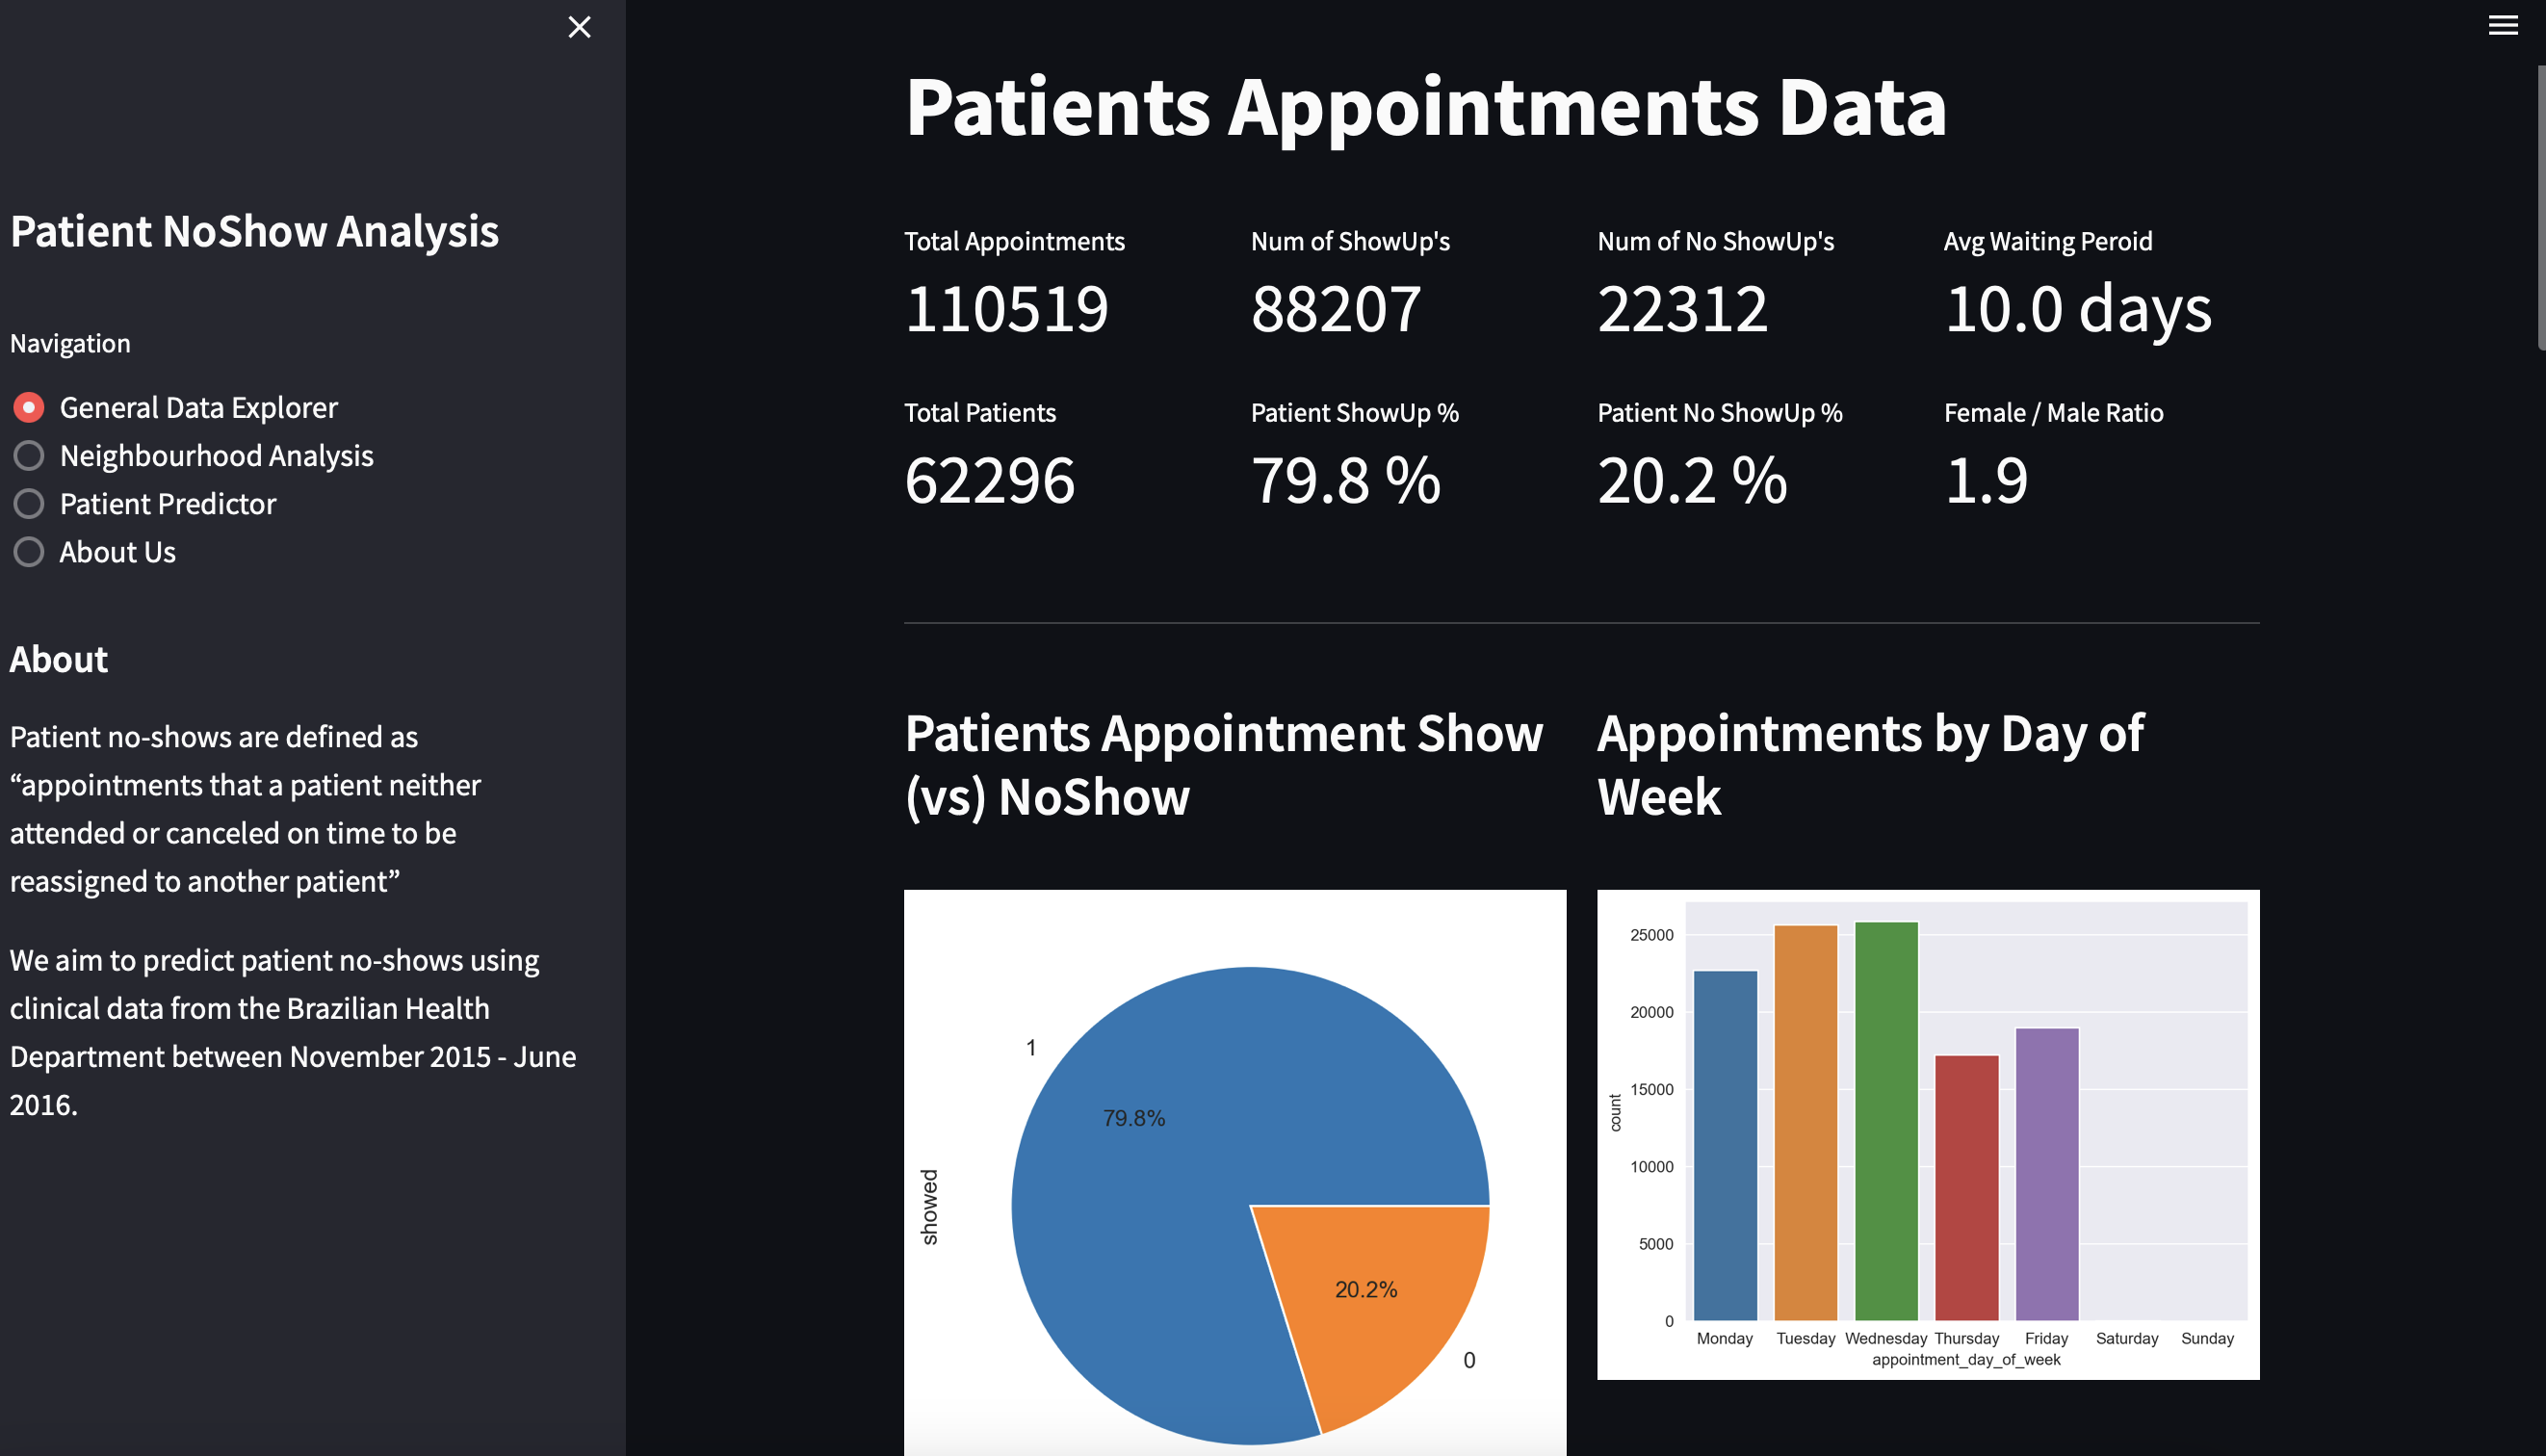 Patient NoShow Analysis
Navigation
General Data Explorer
Neighbourhood Analysis
Patient Predictor
About Us
About
Patient no-shows are defined as
“appointments that a patient neither
attended or canceled on time to be
reassigned to another patient”
We aim to predict patient no-shows using
clinical data from the Brazilian Health
Department between November 2015 - June
2016.
Patients Appointments Data
Total Appointments
110519
Num of ShowUp's
88207
Num of No ShowUp's
22312
Avg Waiting Peroid
10.0 days
Total Patients
62296
Patient ShowUp %
79.8 %
Patient No ShowUp %
20.2 %
Female / Male Ratio
1.9
Patients Appointment Show
(vs) NoShow
1
79.8%
showed
20.2%
0
Appointments by Day of
Week
25000
20000
15000
10000
5000
0
count
Monday Tuesday Wednesday Thursday Friday Saturday Sunday
appointment_day_of_week